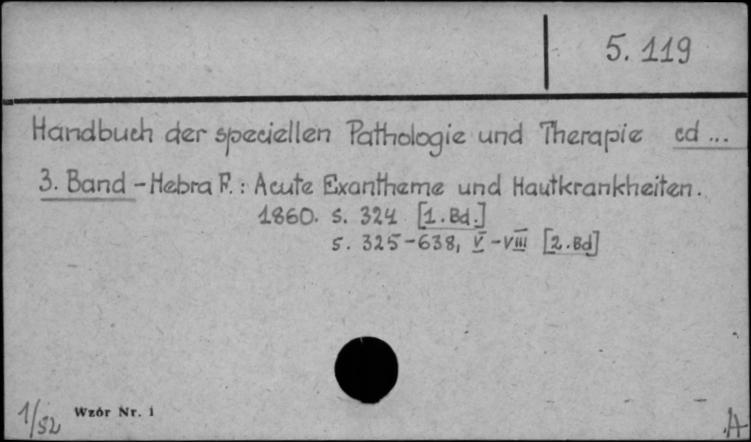 5. 119
Handbuch der speciellen Pathologie und Therapie cd ...
3. Band - Hebra F. : Acute Exantheme und Hautkrankheiten.
1860. s. 324 [1. Bd.]
s. 325-638, V-VIII [2. Bd]
1/52 Wzór Nr. 1
A